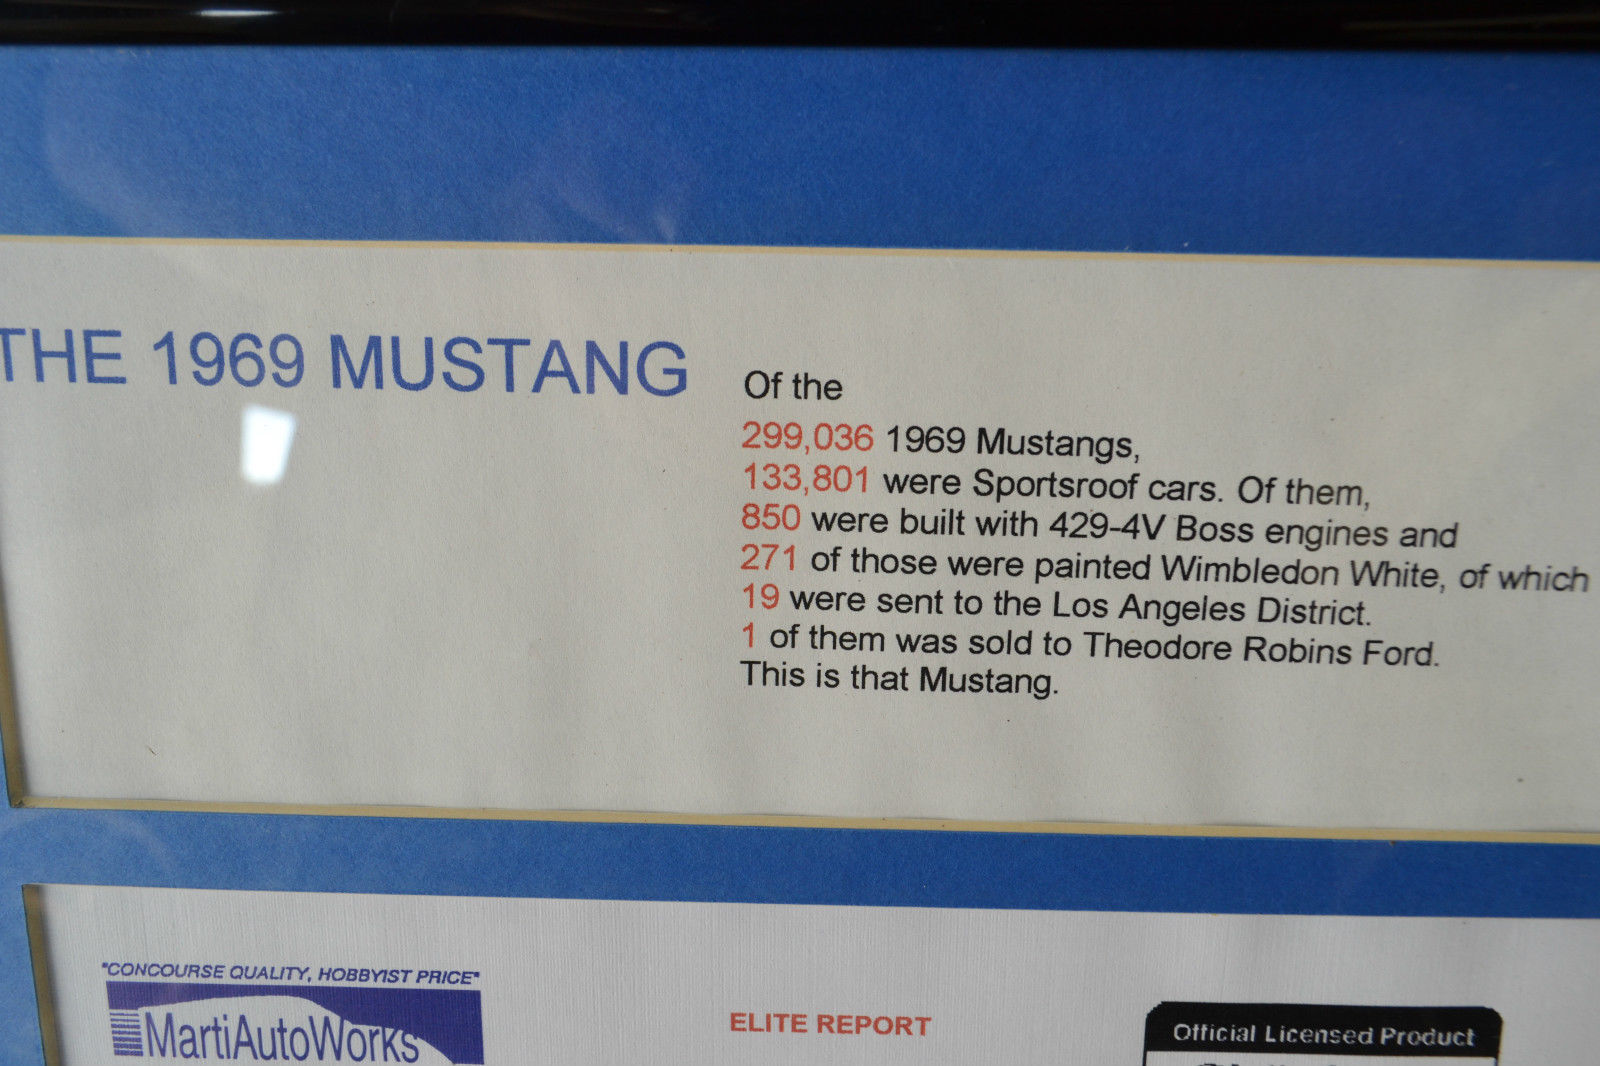 THE 1969 MUSTANG
Of the
299,036 1969 Mustangs,
133,801 were Sportsroof cars. Of them,
850 were built with 429-4V Boss engines and
271 of those were painted Wimbledon White, of which
19 were sent to the Los Angeles District.
1 of them was sold to Theodore Robins Ford.
This is that Mustang.
"CONCOURSE QUALITY, HOBBYIST PRICE"
MartiAutoWorks
ELITE REPORT
Official Licensed Product